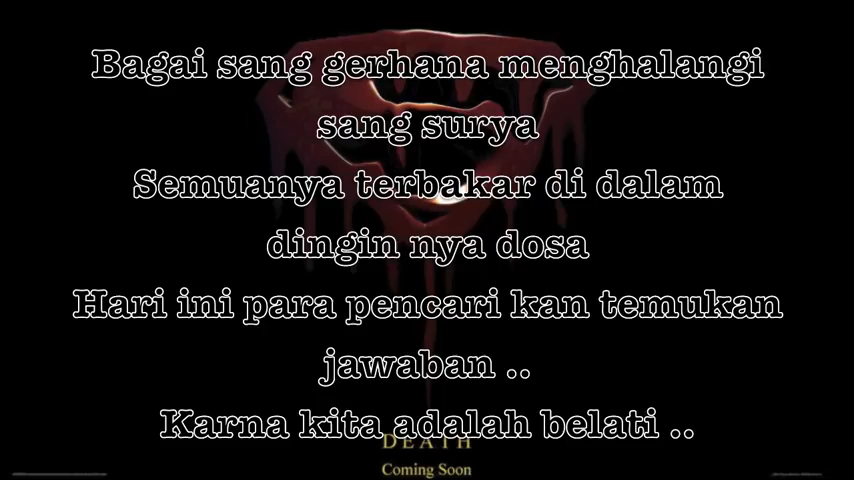 Bagai sang gerhana menghalangi
sang surya
Semuanya terbakar di dalam
dingin nya dosa
Hari ini para pencari kan temukan
jawaban ..
Karna kita adalah belati ..
DEATH
Coming Soon